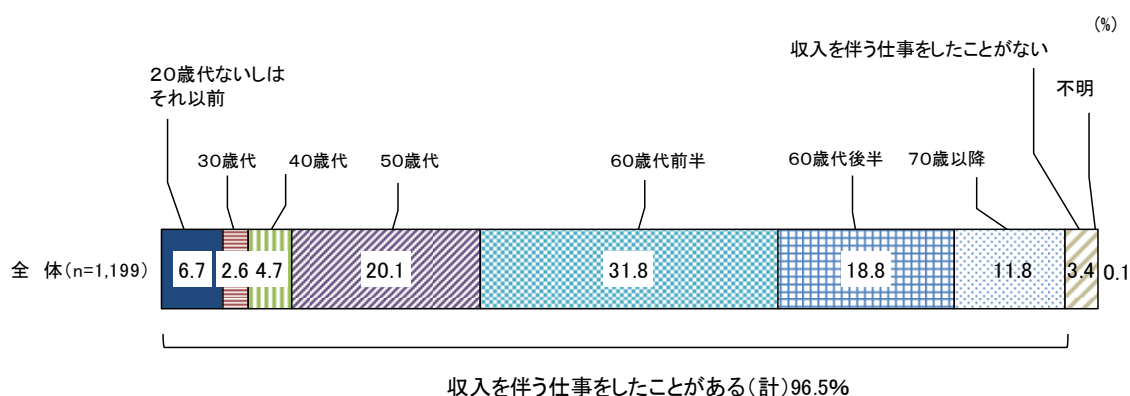 (%)
収入を伴う仕事をしたことがない
20歳代ないしは
それ以前
不明
30歳代
40歳代
50歳代
60歳代前半
60歳代後半
70歳以降
全 体(n=1,199)
6.7
2.6
4.7
20.1
31.8
18.8
11.8
3.4
0.1
収入を伴う仕事をしたことがある(計)96.5%